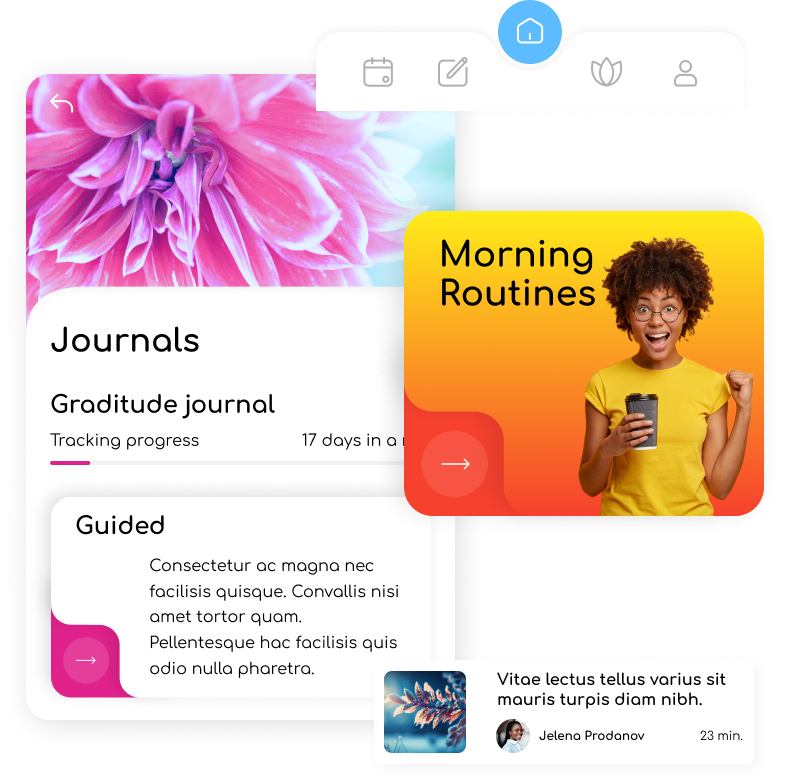 Morning
Routines
Journals
Graditude journal
Tracking progress
17 days in a
Guided
Consectetur ac magna nec
facilisis quisque. Convallis nisi
amet tortor quam.
Pellentesque hac facilisis quis
odio nulla pharetra.
Vitae lectus tellus varius sit
mauris turpis diam nibh.
Jelena Prodanov
23 min.